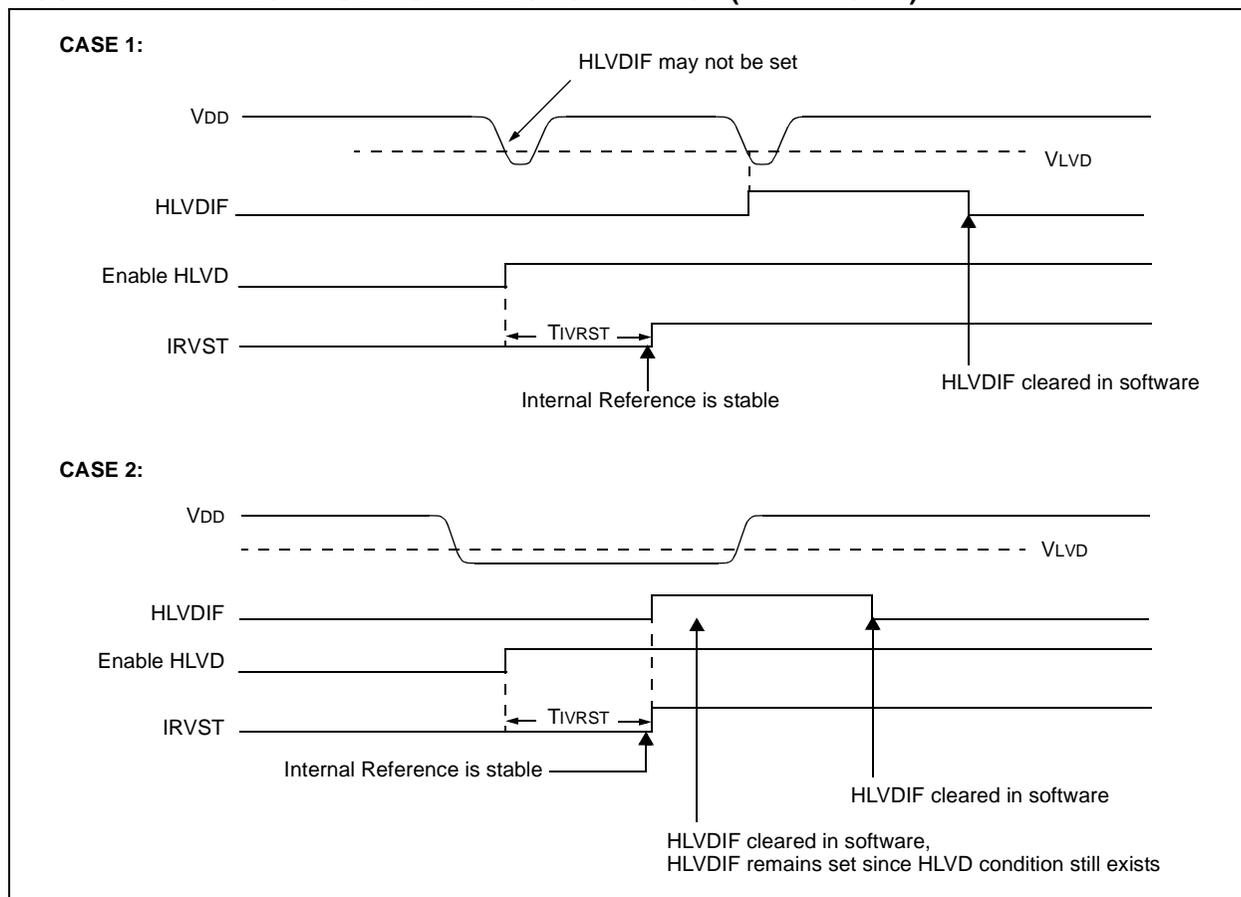 CASE 1:
HLVDIF may not be set
VDD
VLVD
HLVDIF
Enable HLVD
TIVRST
IRVST
HLVDIF cleared in software
Internal Reference is stable
CASE 2:
VDD
VLVD
HLVDIF
Enable HLVD
TIVRST
IRVST
Internal Reference is stable
HLVDIF cleared in software
HLVDIF cleared in software,
HLVDIF remains set since HLVD condition still exists